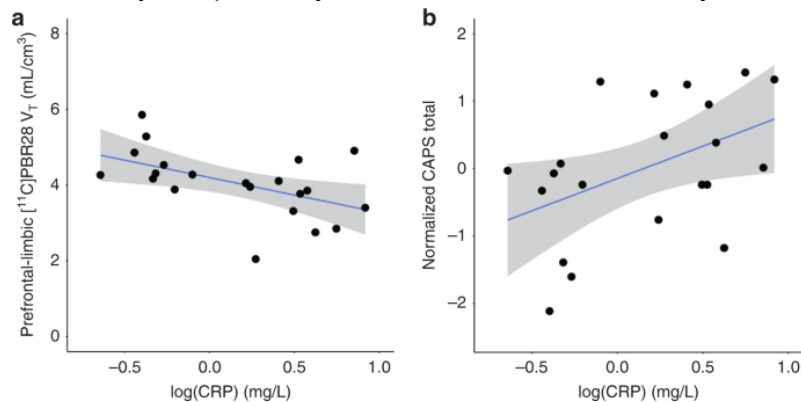 a
8
6
4
2
0
Prefrontal-limbic [¹¹C]PBR28 V_T (mL/cm³)
−0.5 0.0 0.5 1.0
log(CRP) (mg/L)
b
2
1
0
−1
−2
Normalized CAPS total
−0.5 0.0 0.5 1.0
log(CRP) (mg/L)